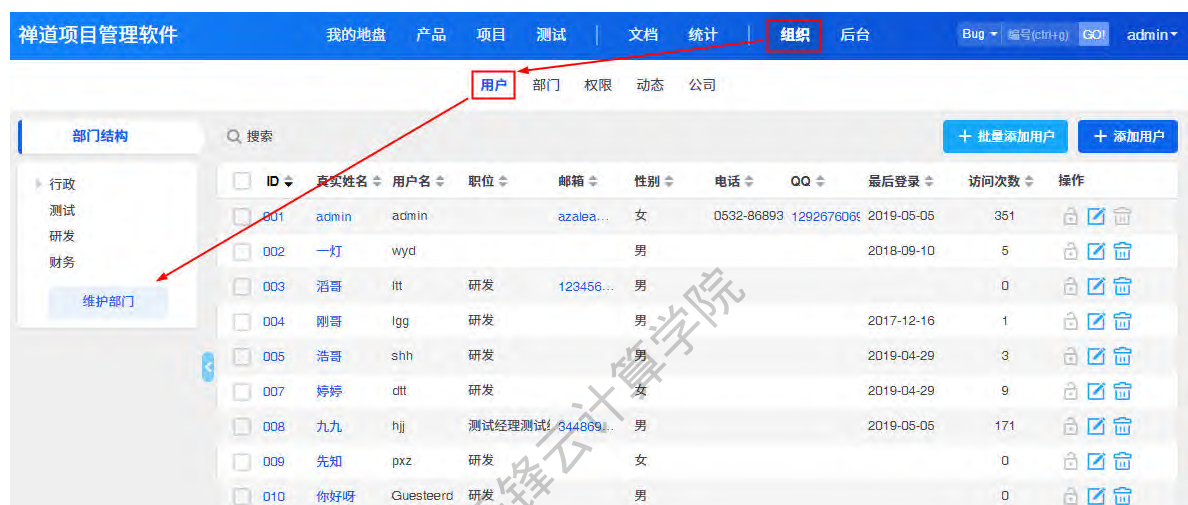 禅道项目管理软件 我的地盘 产品 项目 测试 | 文档 统计 | 组织 后台 Bug 编号(ctrl+g) GO! admin
用户 部门 权限 动态 公司
部门结构 搜索 + 批量添加用户 + 添加用户
行政
测试
研发
财务
维护部门
ID 真实姓名 用户名 职位 邮箱 性别 电话 QQ 最后登录 访问次数 操作
001 admin admin azalea... 女 0532-86893 1292676069 2019-05-05 351
002 一灯 wyd 男 2018-09-10 5
003 滔哥 ltt 研发 123456... 男 0
004 刚哥 lgg 研发 男 2017-12-16 1
005 浩哥 shh 研发 男 2019-04-29 3
007 婷婷 dtt 研发 女 2019-04-29 9
008 九九 hjj 测试经理测试 344869... 男 2019-05-05 171
009 先知 pxz 研发 女 0
010 你好呀 Guesteerd 研发 男 0
锋云计算学院